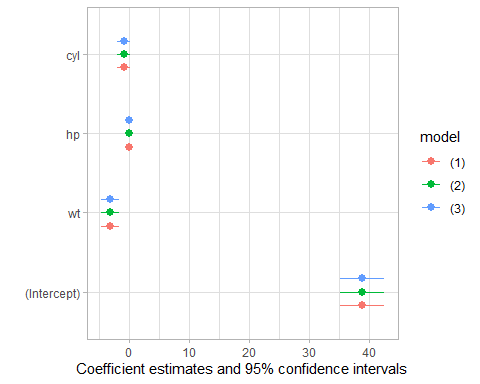 cyl
hp
wt
(Intercept)
0 10 20 30 40
Coefficient estimates and 95% confidence intervals
model
(1)
(2)
(3)